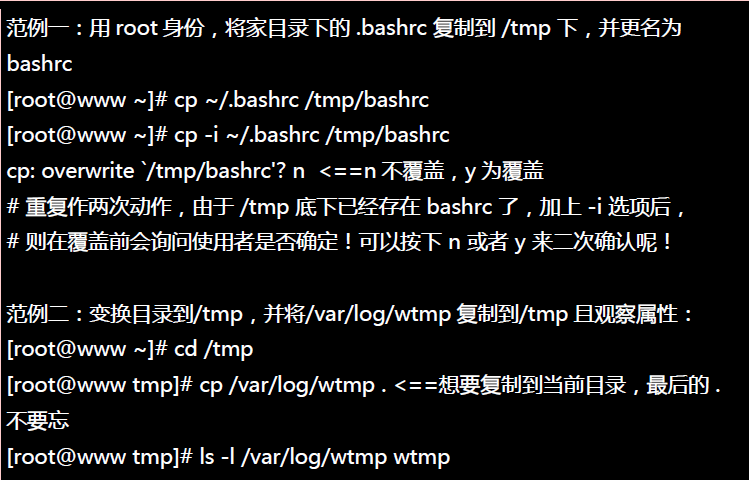 范例一：用 root 身份，将家目录下的 .bashrc 复制到 /tmp 下，并更名为
bashrc
[root@www ~]# cp ~/.bashrc /tmp/bashrc
[root@www ~]# cp -i ~/.bashrc /tmp/bashrc
cp: overwrite `/tmp/bashrc'? n  <==n 不覆盖，y 为覆盖
# 重复作两次动作，由于 /tmp 底下已经存在 bashrc 了，加上 -i 选项后，
# 则在覆盖前会询问使用者是否确定！可以按下 n 或者 y 来二次确认呢！
范例二：变换目录到/tmp，并将/var/log/wtmp 复制到/tmp 且观察属性：
[root@www ~]# cd /tmp
[root@www tmp]# cp /var/log/wtmp . <==想要复制到当前目录，最后的 .
不要忘
[root@www tmp]# ls -l /var/log/wtmp wtmp